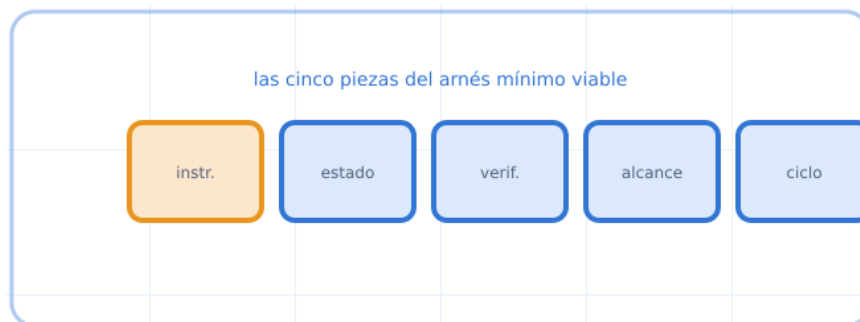 las cinco piezas del arnés mínimo viable
instr. estado verif. alcance ciclo